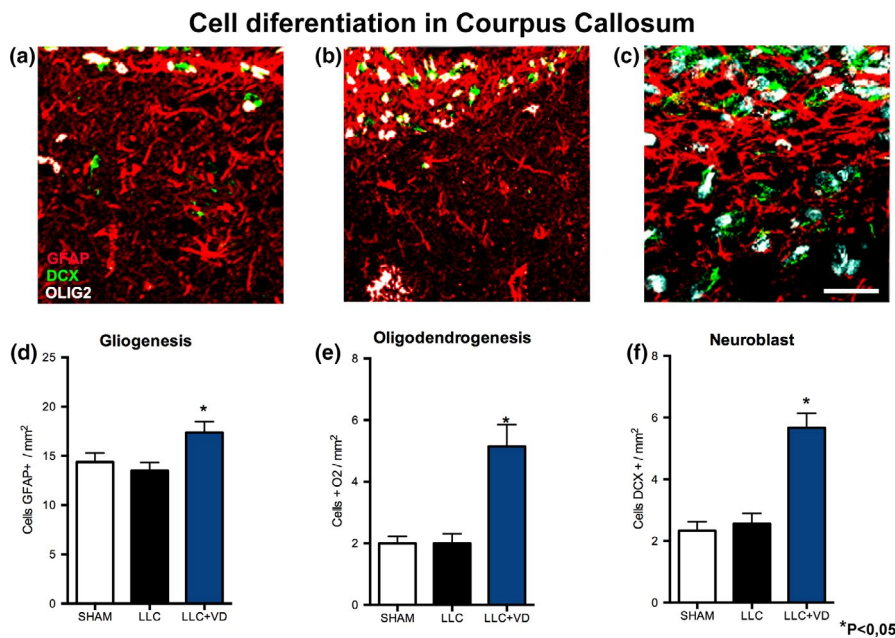 Cell diferentiation in Courpus Callosum
(a)
(b)
(c)
GFAP
DCX
OLIG2
(d)
Gliogenesis
Cells GFAP+ / mm2
25
20
15
10
5
0
SHAM
LLC
LLC+VD
*
(e)
Oligodendrogenesis
Cells + O2 / mm2
8
6
4
2
0
SHAM
LLC
LLC+VD
*
(f)
Neuroblast
Cells DCX + / mm2
8
6
4
2
0
SHAM
LLC
LLC+VD
*
*P<0,05